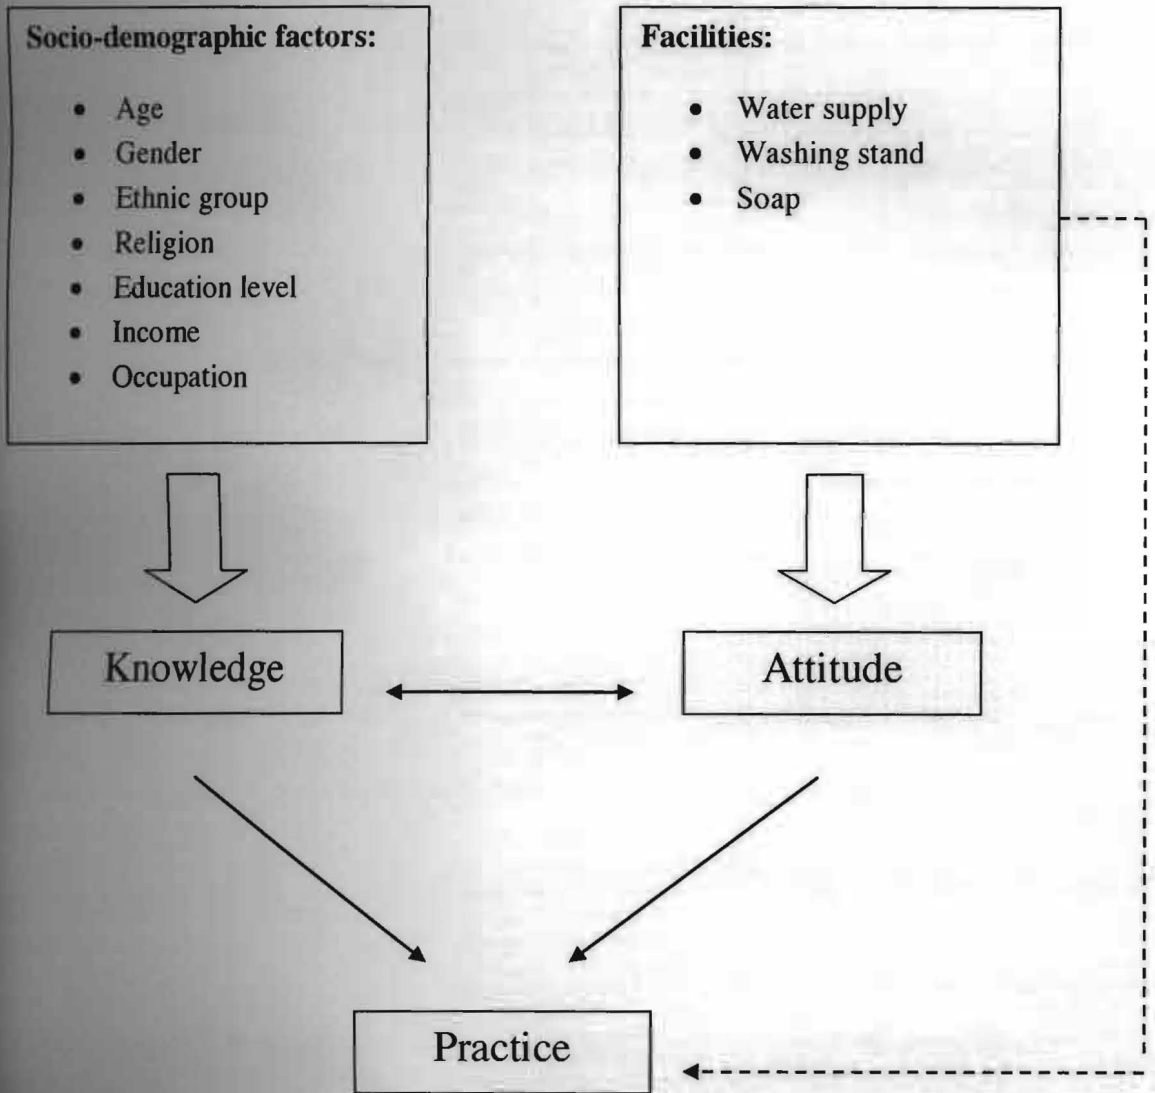 Socio-demographic factors:
• Age
• Gender
• Ethnic group
• Religion
• Education level
• Income
• Occupation
Facilities:
• Water supply
• Washing stand
• Soap
Knowledge
Attitude
Practice